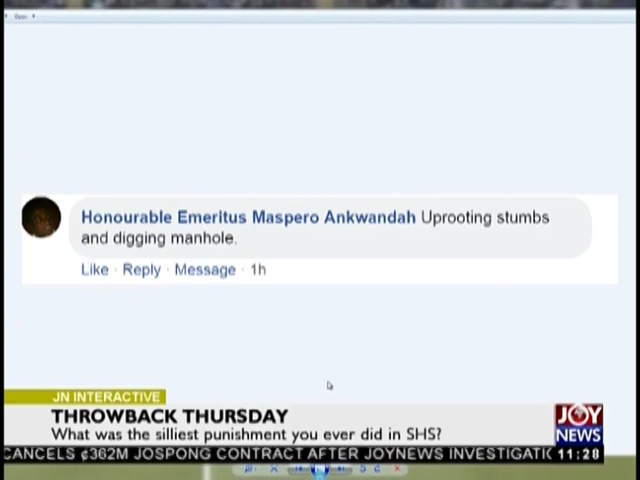 Open
Honourable Emeritus Maspero Ankwandah Uprooting stumbs
and digging manhole.
Like · Reply · Message · 1h
JN INTERACTIVE
THROWBACK THURSDAY
What was the silliest punishment you ever did in SHS?
JOY
NEWS
CANCELS ¢362M JOSPONG CONTRACT AFTER JOYNEWS INVESTIGATI
11:28